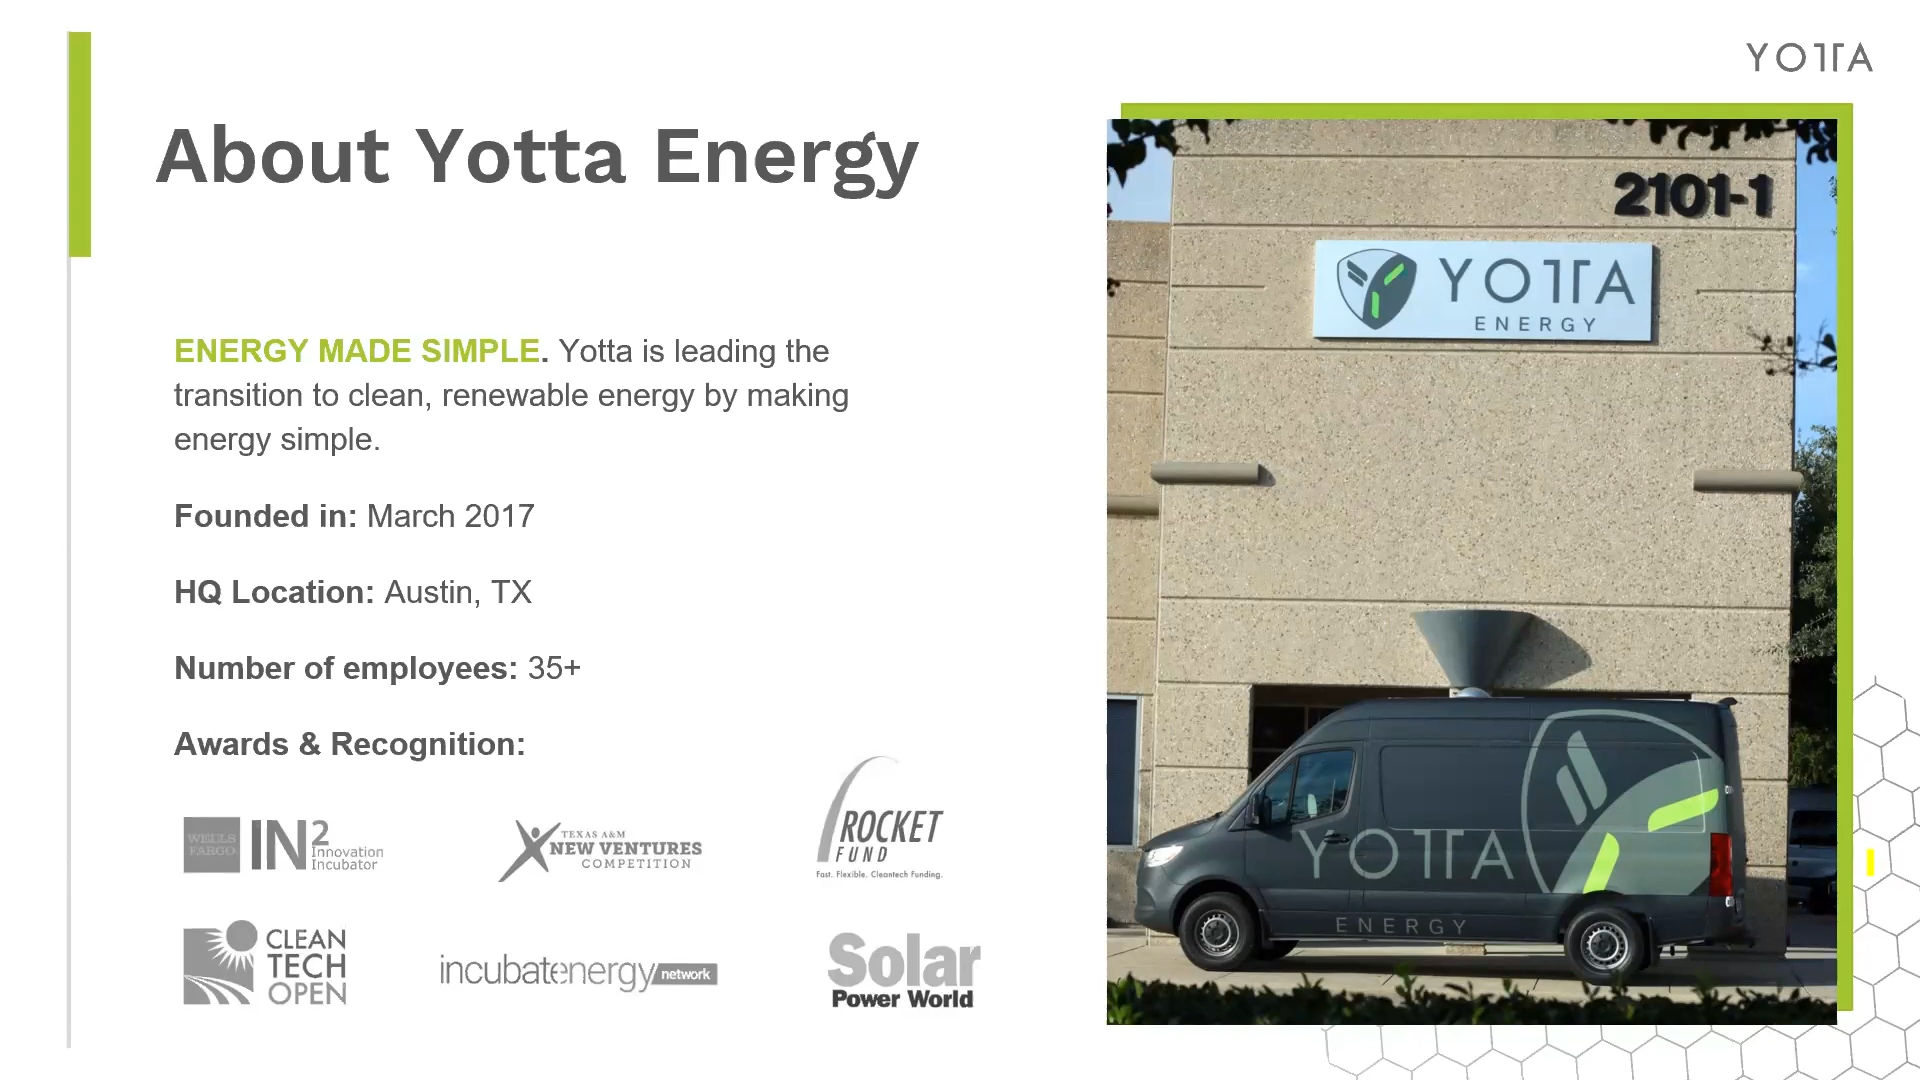 YOTTA
About Yotta Energy
ENERGY MADE SIMPLE. Yotta is leading the
transition to clean, renewable energy by making
energy simple.
Founded in: March 2017
HQ Location: Austin, TX
Number of employees: 35+
Awards & Recognition:
WELLS
FARGO
IN2
Innovation
Incubator
TEXAS A&M
NEW VENTURES
COMPETITION
ROCKET
FUND
Fast. Flexible. Cleantech Funding.
CLEAN
TECH
OPEN
incubatenergy network
Solar
Power World
2101-1
YOTTA
ENERGY
YOTTA
ENERGY